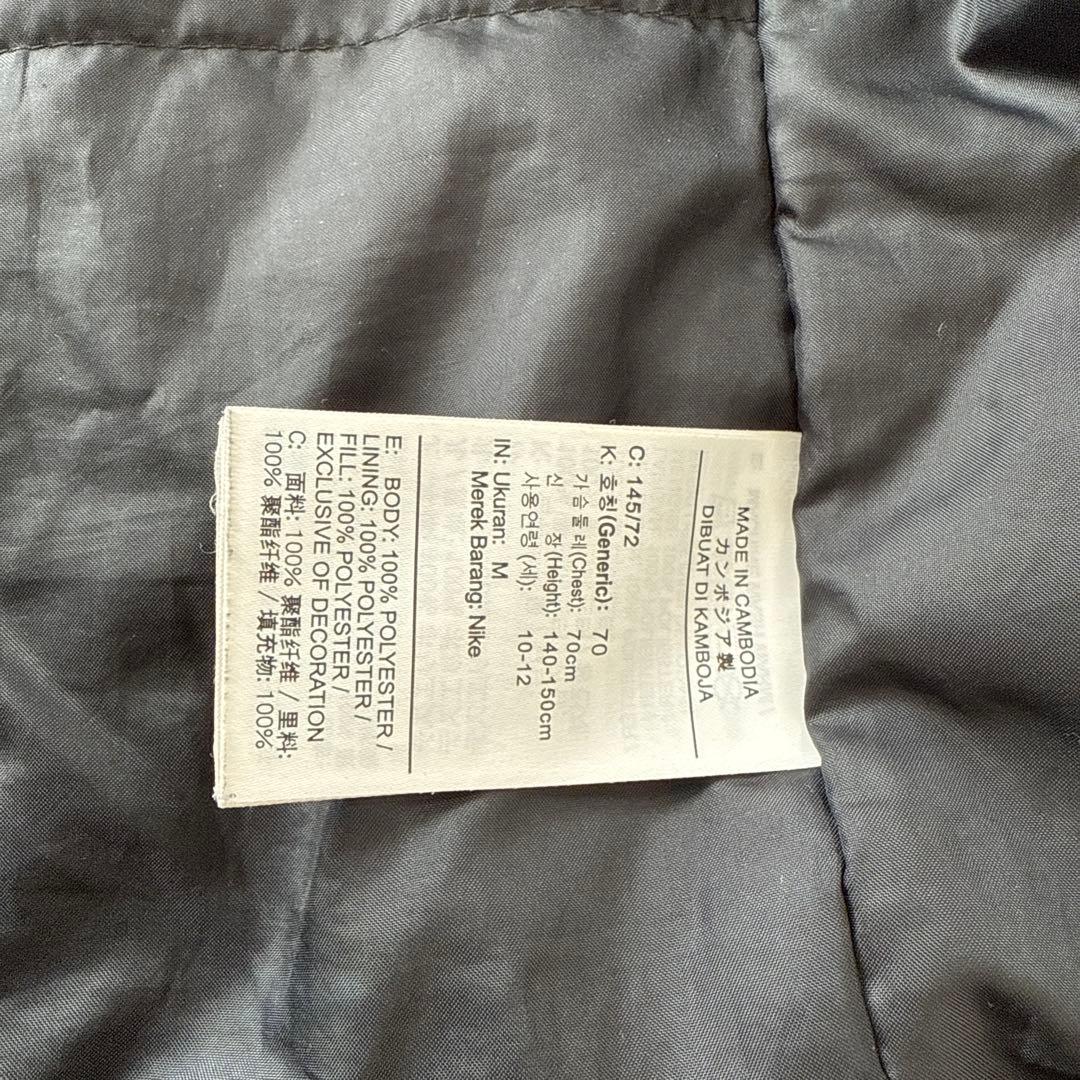 MADE IN CAMBODIA
カンボジア製
DIBUAT DI KAMBOJA
C: 145/72
K: 호칭(Generic): 70
가슴둘레(Chest): 70cm
신 장(Height): 140-150cm
사용연령(세): 10-12
IN: Ukuran: M
Merek Barang: Nike
E: BODY: 100% POLYESTER /
LINING: 100% POLYESTER /
FILL: 100% POLYESTER /
EXCLUSIVE OF DECORATION
C: 面料: 100% 聚酯纤维 / 里料:
100% 聚酯纤维 / 填充物: 100%